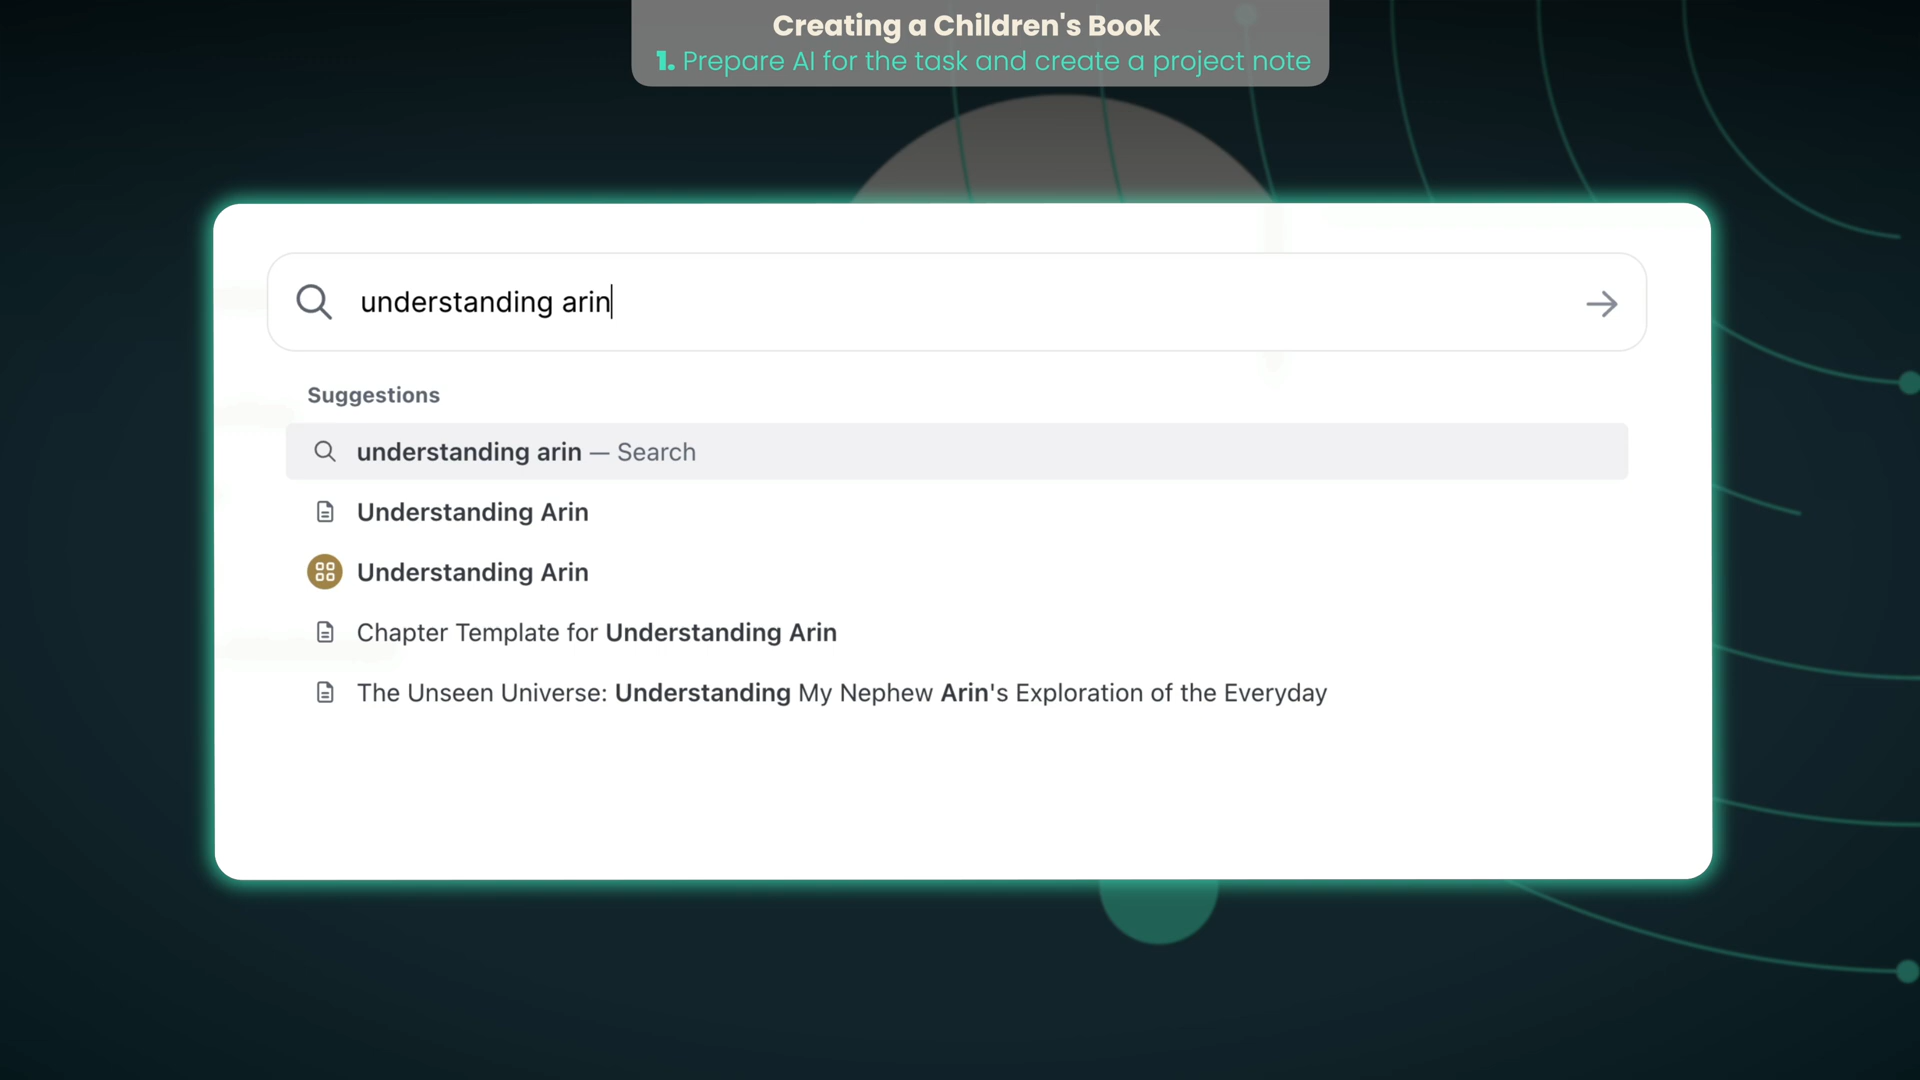 Creating a Children's Book
1. Prepare AI for the task and create a project note
understanding arin
Suggestions
understanding arin — Search
Understanding Arin
Understanding Arin
Chapter Template for Understanding Arin
The Unseen Universe: Understanding My Nephew Arin's Exploration of the Everyday